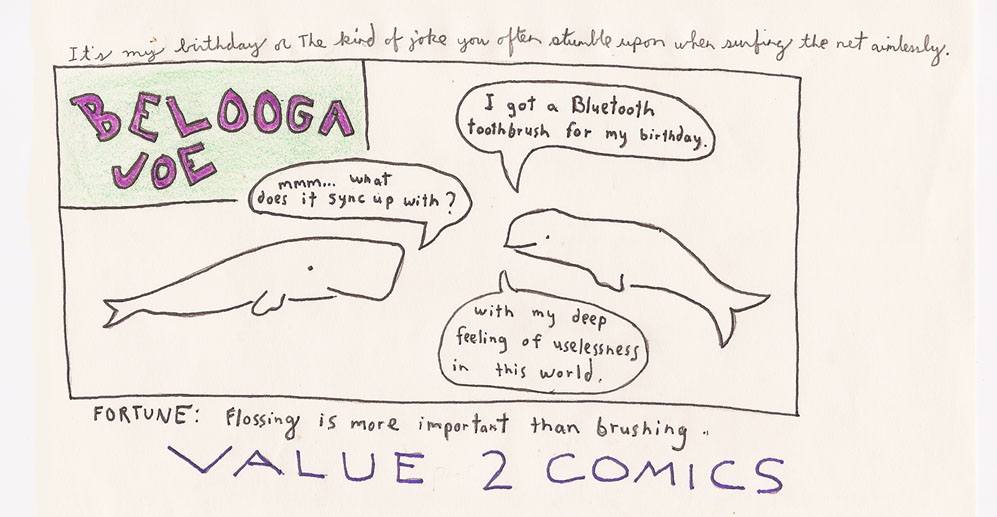 It's my birthday or The kind of joke you often stumble upon when surfing the net aimlessly.
BELOOGA
JOE
I got a Bluetooth
toothbrush for my birthday.
mmm... what
does it sync up with?
with my deep
feeling of uselessness
in this world.
FORTUNE: Flossing is more important than brushing..
VALUE 2 COMICS